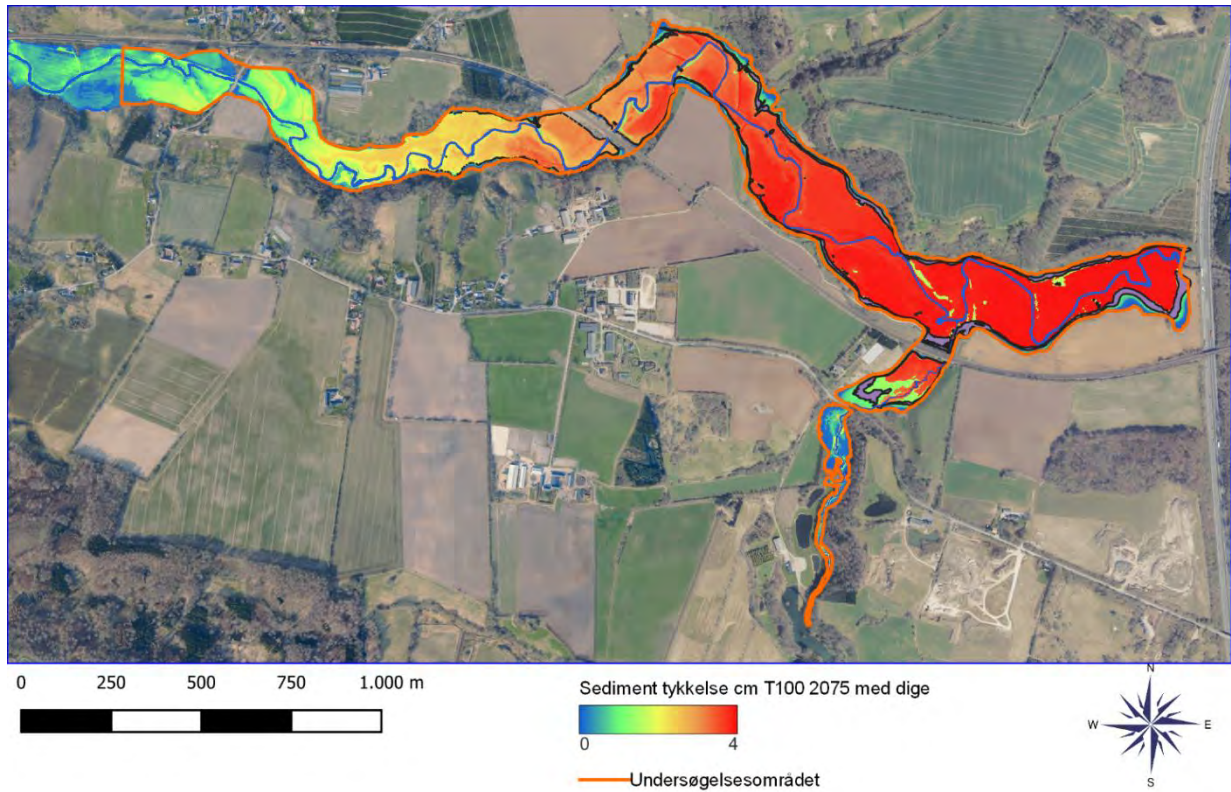 0 250 500 750 1.000 m
Sediment tykkelse cm T100 2075 med dige
0 4
Undersøgelsesområdet
N
W E
S